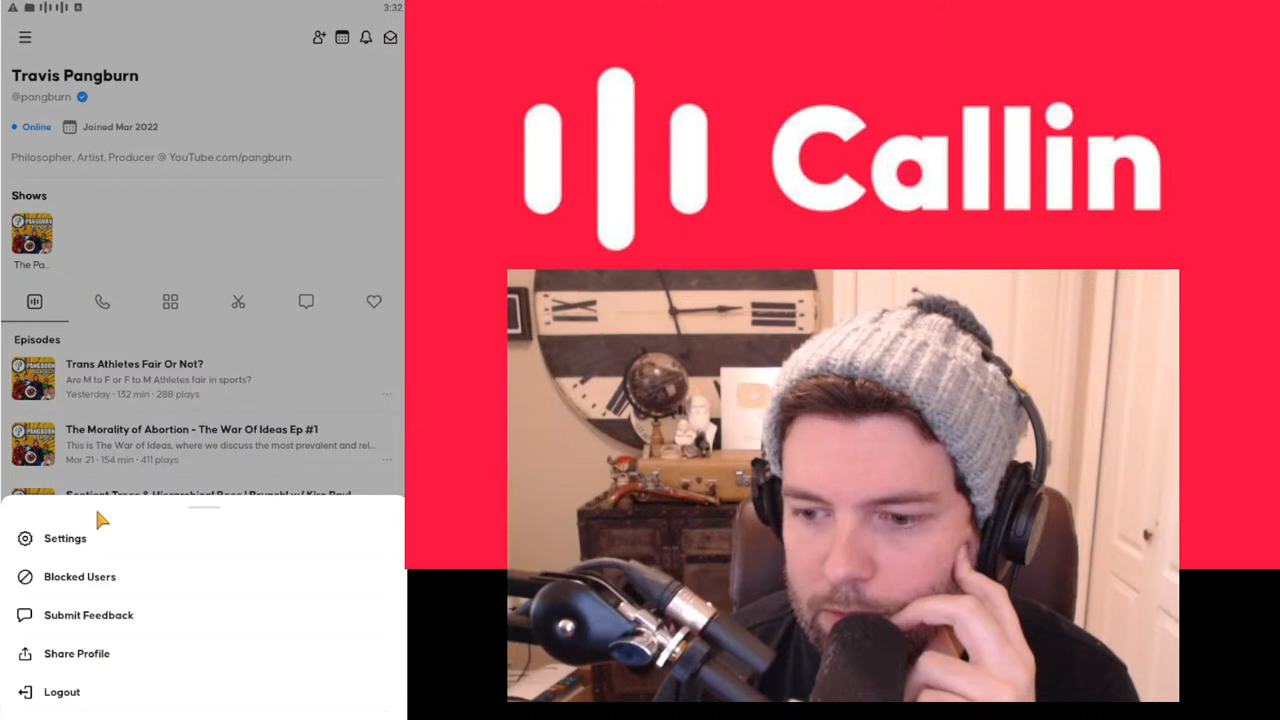 3:32
Travis Pangburn
@pangburn
Online Joined Mar 2022
Philosopher, Artist, Producer @ YouTube.com/pangburn
Shows
The Pa..
Episodes
Trans Athletes Fair Or Not?
Are M to F or F to M Athletes fair in sports?
Yesterday · 132 min · 288 plays
The Morality of Abortion - The War Of Ideas Ep #1
This is The War of Ideas, where we discuss the most prevalent and rel...
Mar 21 · 154 min · 411 plays
Settings
Blocked Users
Submit Feedback
Share Profile
Logout
Callin